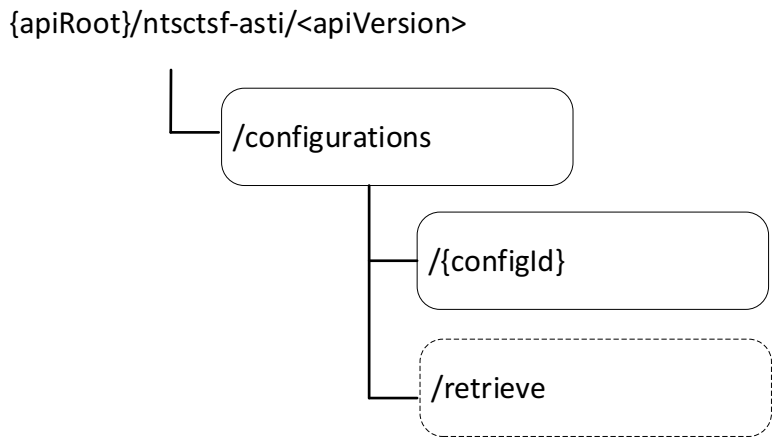 {apiRoot}/ntsctsf-asti/<apiVersion>
/configurations
/{configId}
/retrieve